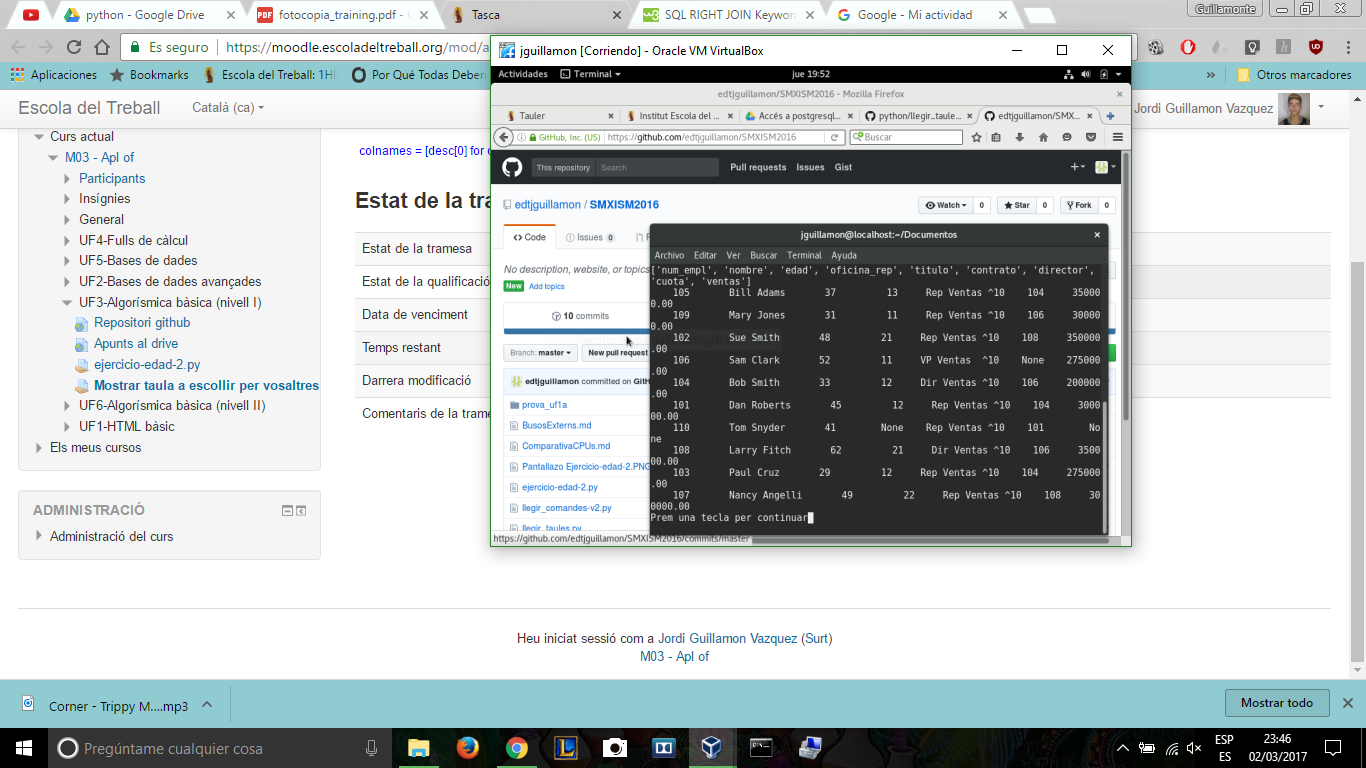 python - Google Drive
fotocopia_training.pdf - G
Tasca
SQL RIGHT JOIN Keyword
Google - Mi actividad
Guillamonte
Es seguro
https://moodle.escoladeltreball.org/mod/a
Aplicaciones
Bookmarks
Escola del Treball: 1HI
Por Qué Todas Deber
»
Otros marcadores
Escola del Treball
Català (ca)
Jordi Guillamon Vazquez
Curs actual
M03 - Apl of
Participants
Insígnies
General
UF4-Fulls de càlcul
UF5-Bases de dades
UF2-Bases de dades avançades
UF3-Algorísmica bàsica (nivell I)
Repositori github
Apunts al drive
ejercicio-edad-2.py
Mostrar taula a escollir per vosaltres
UF6-Algorísmica bàsica (nivell II)
UF1-HTML bàsic
Els meus cursos
ADMINISTRACIÓ
Administració del curs
colnames = [desc[0] for c
Estat de la tra
Estat de la tramesa
Estat de la qualificació
Data de venciment
Temps restant
Darrera modificació
Comentaris de la trame
jguillamon [Corriendo] - Oracle VM VirtualBox
Actividades
Terminal
jue 19:52
edtjguillamon/SMXISM2016 - Mozilla Firefox
Tauler
Institut Escola del ...
Accés a postgresql...
python/llegir_taule...
edtjguillamon/SMX...
GitHub, Inc. (US)
https://github.com/edtjguillamon/SMXISM2016
Buscar
This repository
Search
Pull requests
Issues
Gist
edtjguillamon / SMXISM2016
Watch
0
Star
0
Fork
0
Code
Issues 0
No description, website, or topics
New
Add topics
10 commits
Branch: master
New pull request
edtjguillamon committed on GitH
prova_uf1a
BusosExterns.md
ComparativaCPUs.md
Pantallazo Ejercicio-edad-2.PNG
ejercicio-edad-2.py
llegir_comandes-v2.py
llegir_taules.py
https://github.com/edtjguillamon/SMXISM2016/commits/master
jguillamon@localhost:~/Documentos
Archivo Editar Ver Buscar Terminal Ayuda
['num_empl', 'nombre', 'edad', 'oficina_rep', 'titulo', 'contrato', 'director',
'cuota', 'ventas']
105 Bill Adams 37 13 Rep Ventas ^10 104 35000
0.00
109 Mary Jones 31 11 Rep Ventas ^10 106 30000
0.00
102 Sue Smith 48 21 Rep Ventas ^10 108 350000
.00
106 Sam Clark 52 11 VP Ventas ^10 None 275000
.00
104 Bob Smith 33 12 Dir Ventas ^10 106 200000
.00
101 Dan Roberts 45 12 Rep Ventas ^10 104 3000
00.00
110 Tom Snyder 41 None Rep Ventas ^10 101 No
ne
108 Larry Fitch 62 21 Dir Ventas ^10 106 3500
00.00
103 Paul Cruz 29 12 Rep Ventas ^10 104 275000
.00
107 Nancy Angelli 49 22 Rep Ventas ^10 108 30
0000.00
Prem una tecla per continuar
Heu iniciat sessió com a Jordi Guillamon Vazquez (Surt)
M03 - Apl of
Corner - Trippy M....mp3
Mostrar todo
Pregúntame cualquier cosa
ESP
ES
23:46
02/03/2017